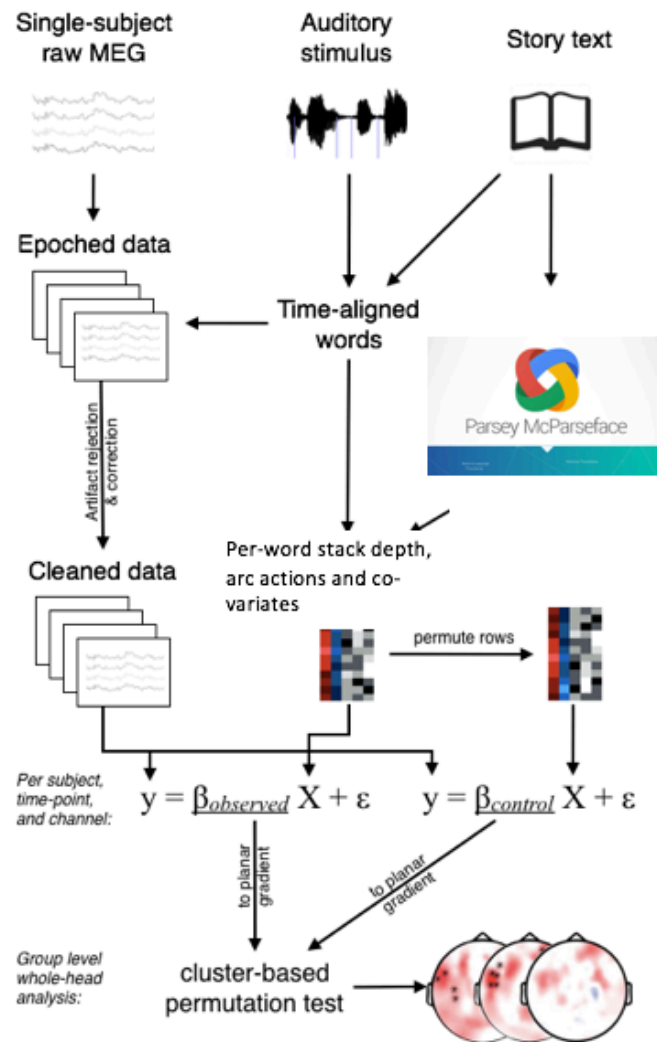 Single-subject
raw MEG
Auditory
stimulus
Story text
Epoched data
Time-aligned
words
Parsey McParseface
Artifact rejection
& correction
Per-word stack depth,
arc actions and co-
variates
Cleaned data
permute rows
Per subject,
time-point,
and channel:
y = βobserved X + ε
y = βcontrol X + ε
to planar
gradient
to planar
gradient
Group level
whole-head
analysis:
cluster-based
permutation test